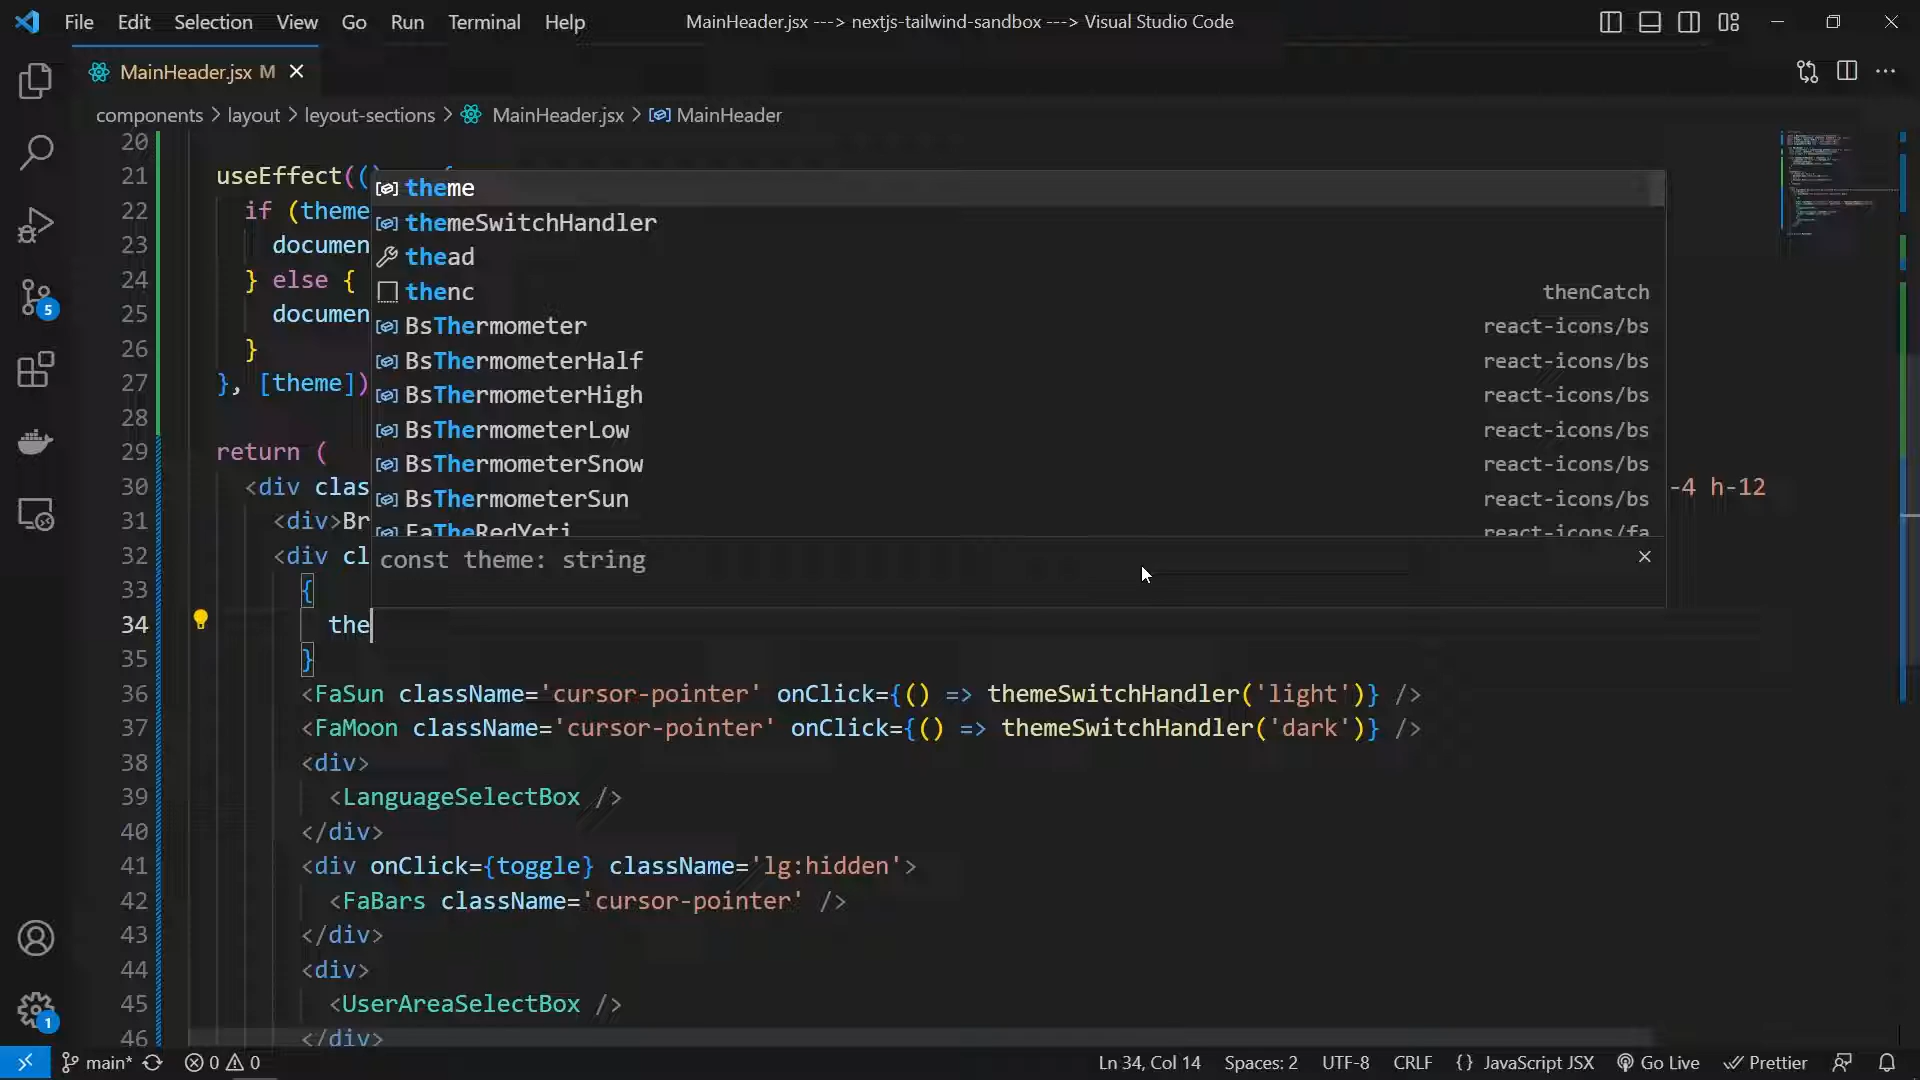 File Edit Selection View Go Run Terminal Help MainHeader.jsx ---> nextjs-tailwind-sandbox ---> Visual Studio Code
MainHeader.jsx M
components > layout > leyout-sections > MainHeader.jsx > MainHeader
20
21 useEffect(()
22 if (theme
23 documen
24 } else {
25 documen
26 }
27 }, [theme])
28
29 return (
30 <div clas -4 h-12
31 <div>Br
32 <div cl
33 {
34 the
35 }
36 <FaSun className='cursor-pointer' onClick={() => themeSwitchHandler('light')} />
37 <FaMoon className='cursor-pointer' onClick={() => themeSwitchHandler('dark')} />
38 <div>
39 <LanguageSelectBox />
40 </div>
41 <div onClick={toggle} className='lg:hidden'>
42 <FaBars className='cursor-pointer' />
43 </div>
44 <div>
45 <UserAreaSelectBox />
46 </div>
theme
themeSwitchHandler
thead
thenc thenCatch
BsThermometer react-icons/bs
BsThermometerHalf react-icons/bs
BsThermometerHigh react-icons/bs
BsThermometerLow react-icons/bs
BsThermometerSnow react-icons/bs
BsThermometerSun react-icons/bs
FaTheRedYeti react-icons/fa
const theme: string
5
1
main* 0 0 Ln 34, Col 14 Spaces: 2 UTF-8 CRLF {} JavaScript JSX Go Live Prettier